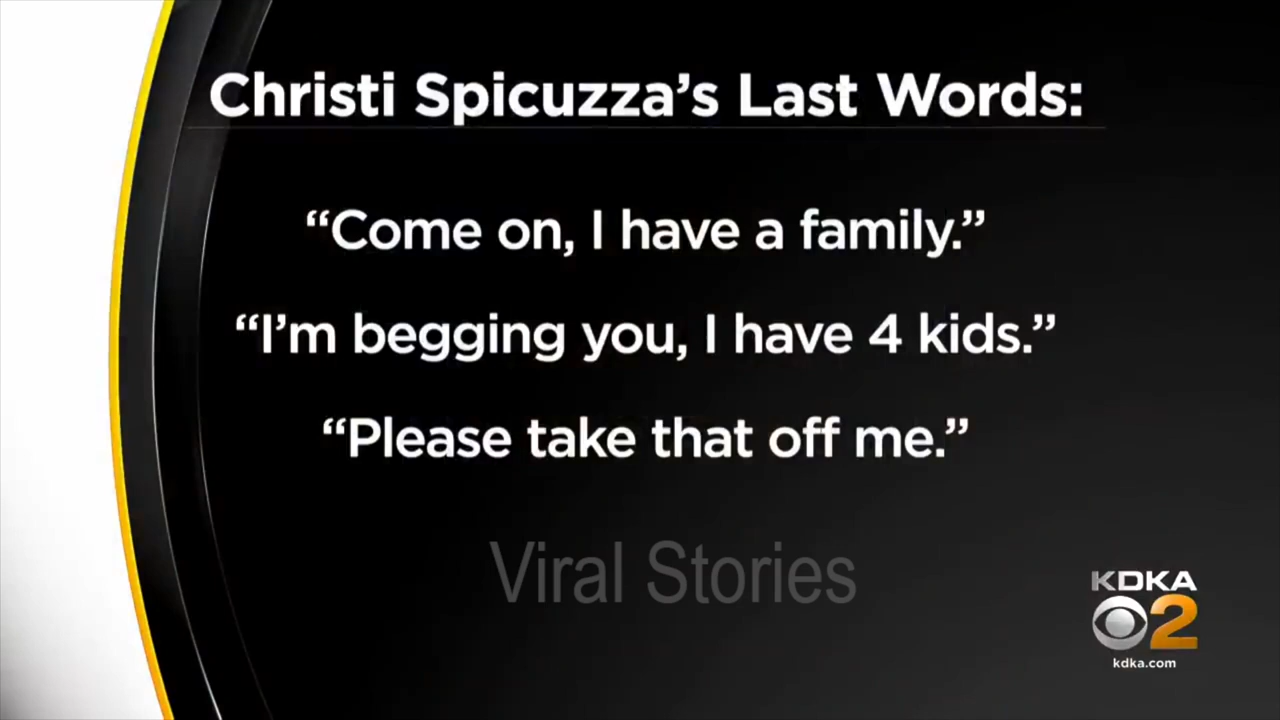 Christi Spicuzza’s Last Words:
“Come on, I have a family.”
“I’m begging you, I have 4 kids.”
“Please take that off me.”
Viral Stories
KDKA
2
kdka.com